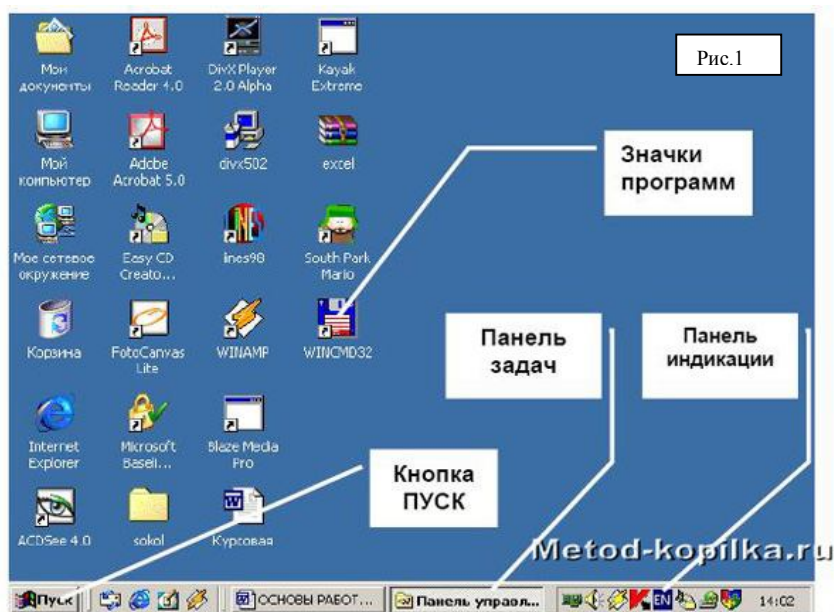 Рис.1
Мои
документы
Acrobat
Reader 4.0
DivX Player
2.0 Alpha
Kayak
Extreme
Мой
компьютер
Adobe
Acrobat 5.0
divx502
excel
Значки
программ
Мое сетевое
окружение
Easy CD
Creato...
ines98
South Park
Mario
Корзина
FotoCanvas
Lite
WINAMP
WINCMD32
Панель
задач
Панель
индикации
Internet
Explorer
Microsoft
Baseli...
Blaze Media
Pro
Кнопка
ПУСК
ACDSee 4.0
sokol
Курсовая
Metod-kopilka.ru
Пуск
ОСНОВЫ РАБОТ...
Панель управл...
EN
14:02